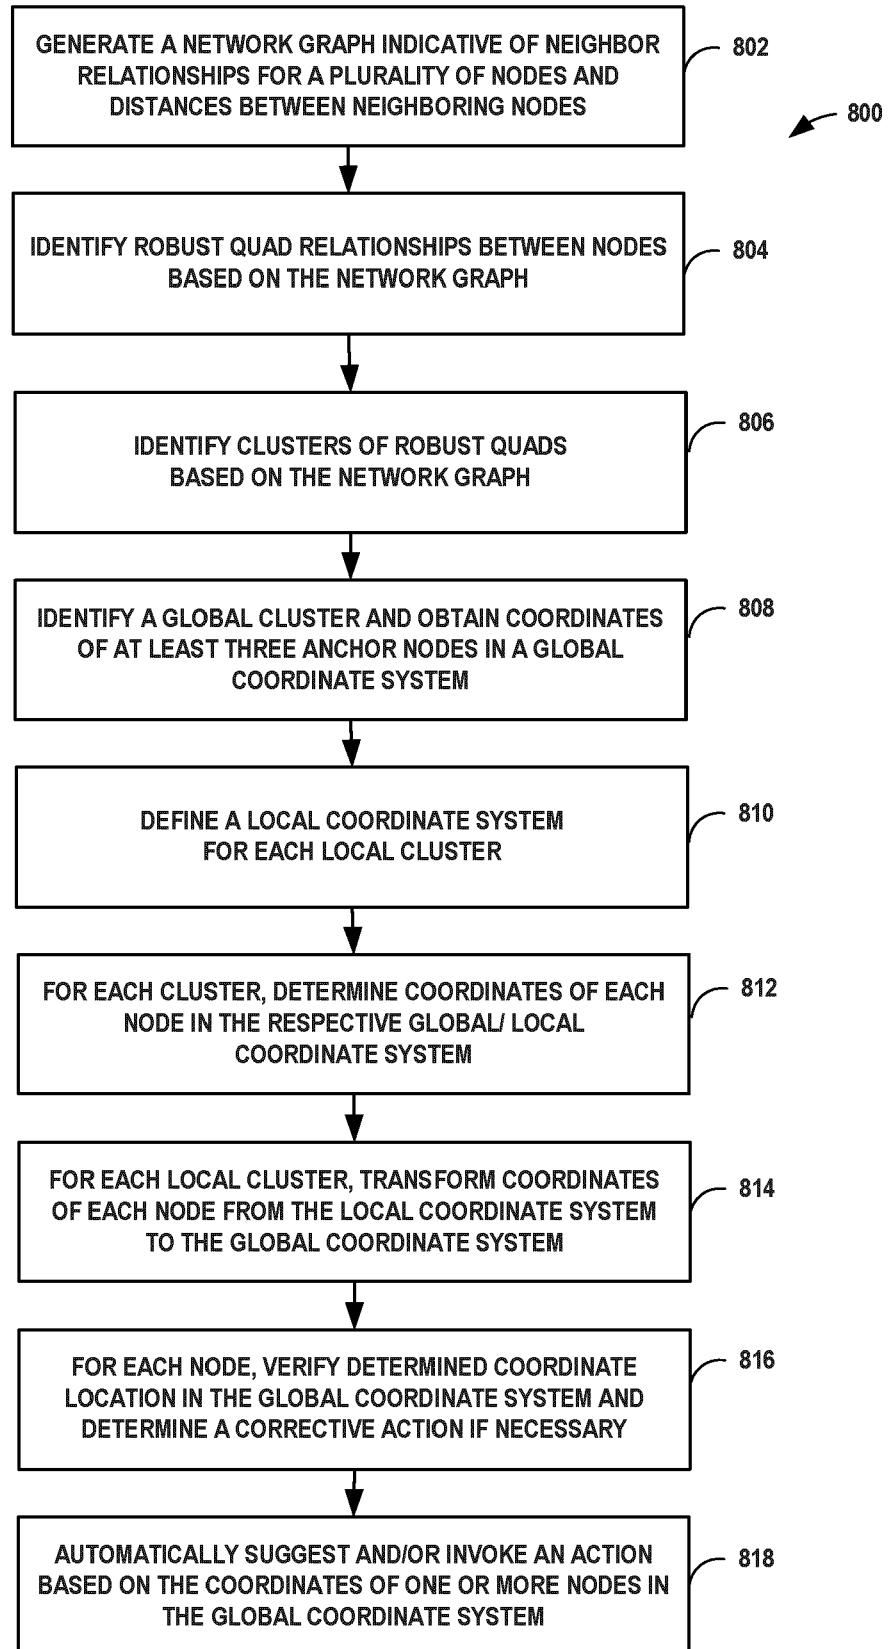 GENERATE A NETWORK GRAPH INDICATIVE OF NEIGHBOR
RELATIONSHIPS FOR A PLURALITY OF NODES AND
DISTANCES BETWEEN NEIGHBORING NODES
802
800
IDENTIFY ROBUST QUAD RELATIONSHIPS BETWEEN NODES
BASED ON THE NETWORK GRAPH
804
IDENTIFY CLUSTERS OF ROBUST QUADS
BASED ON THE NETWORK GRAPH
806
IDENTIFY A GLOBAL CLUSTER AND OBTAIN COORDINATES
OF AT LEAST THREE ANCHOR NODES IN A GLOBAL
COORDINATE SYSTEM
808
DEFINE A LOCAL COORDINATE SYSTEM
FOR EACH LOCAL CLUSTER
810
FOR EACH CLUSTER, DETERMINE COORDINATES OF EACH
NODE IN THE RESPECTIVE GLOBAL/ LOCAL
COORDINATE SYSTEM
812
FOR EACH LOCAL CLUSTER, TRANSFORM COORDINATES
OF EACH NODE FROM THE LOCAL COORDINATE SYSTEM
TO THE GLOBAL COORDINATE SYSTEM
814
FOR EACH NODE, VERIFY DETERMINED COORDINATE
LOCATION IN THE GLOBAL COORDINATE SYSTEM AND
DETERMINE A CORRECTIVE ACTION IF NECESSARY
816
AUTOMATICALLY SUGGEST AND/OR INVOKE AN ACTION
BASED ON THE COORDINATES OF ONE OR MORE NODES IN
THE GLOBAL COORDINATE SYSTEM
818